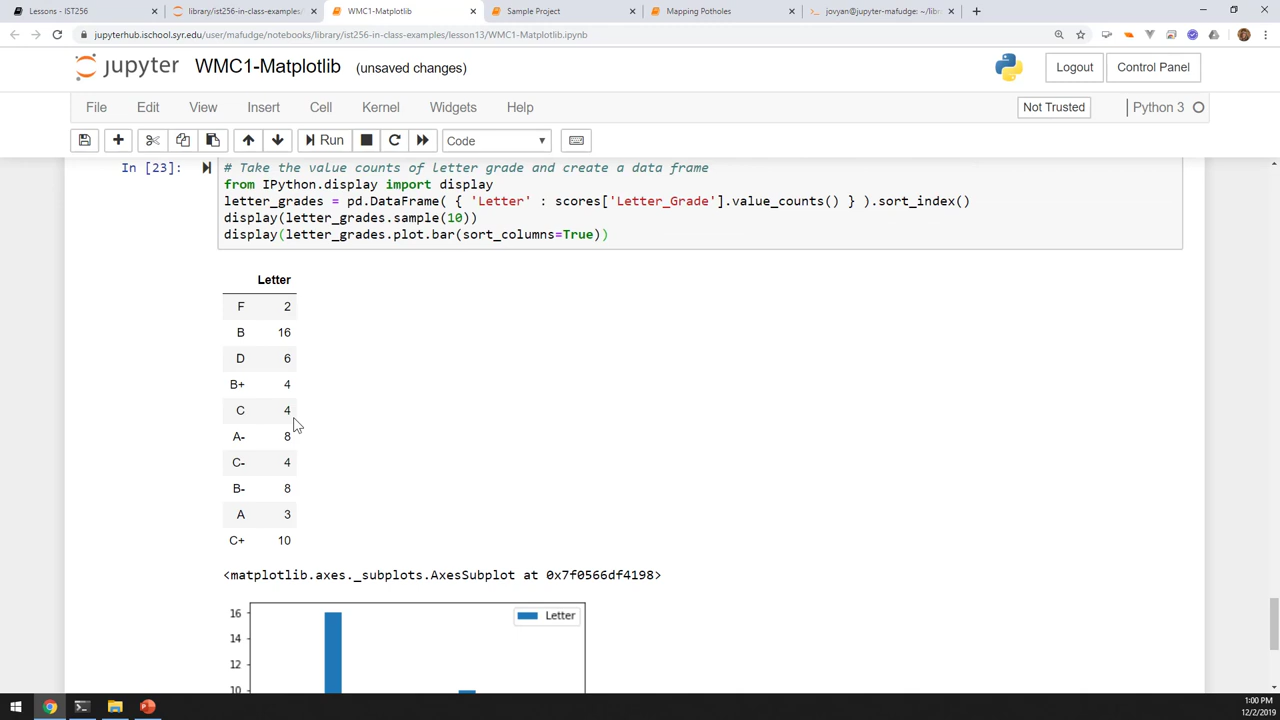 Lessons - IST256
library/ist256-in-class-examples/
WMC1-Matplotlib
Sample Project
Mapping Potholes
jovyan@jupyter-mafudge: ~/libr
jupyterhub.ischool.syr.edu/user/mafudge/notebooks/library/ist256-in-class-examples/lesson13/WMC1-Matplotlib.ipynb
jupyter WMC1-Matplotlib (unsaved changes)
Logout
Control Panel
File Edit View Insert Cell Kernel Widgets Help
Not Trusted
Python 3
Run
Code
In [23]:
# Take the value counts of letter grade and create a data frame
from IPython.display import display
letter_grades = pd.DataFrame( { 'Letter' : scores['Letter_Grade'].value_counts() } ).sort_index()
display(letter_grades.sample(10))
display(letter_grades.plot.bar(sort_columns=True))
Letter
F 2
B 16
D 6
B+ 4
C 4
A- 8
C- 4
B- 8
A 3
C+ 10
<matplotlib.axes._subplots.AxesSubplot at 0x7f0566df4198>
16
Letter
14
12
10
1:00 PM
12/2/2019